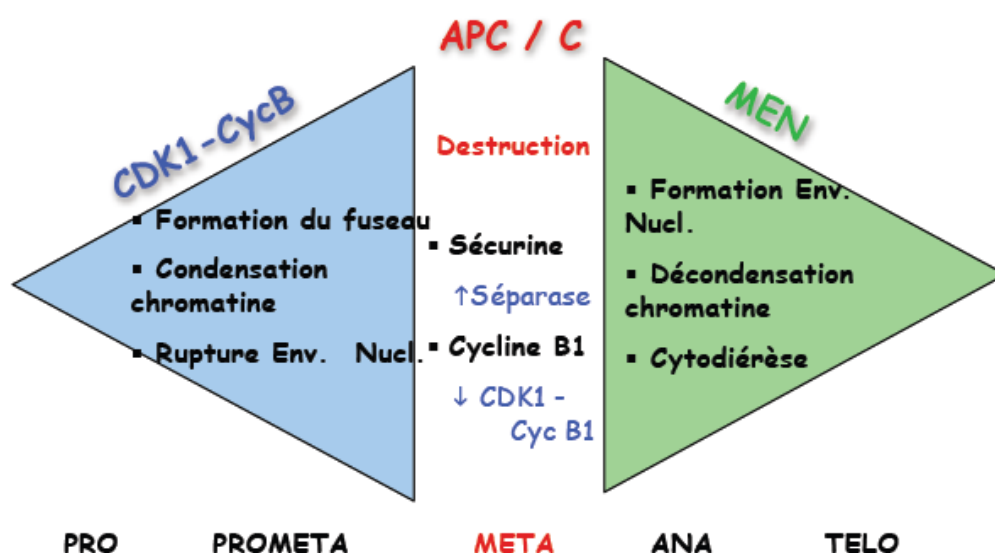 APC / C
CDK1-CycB
MEN
Destruction
▪ Formation du fuseau
▪ Condensation
chromatine
▪ Rupture Env. Nucl.
▪ Sécurine
↑Séparase
▪ Cycline B1
↓ CDK1 -
Cyc B1
▪ Formation Env.
Nucl.
▪ Décondensation
chromatine
▪ Cytodiérèse
PRO PROMETA META ANA TELO